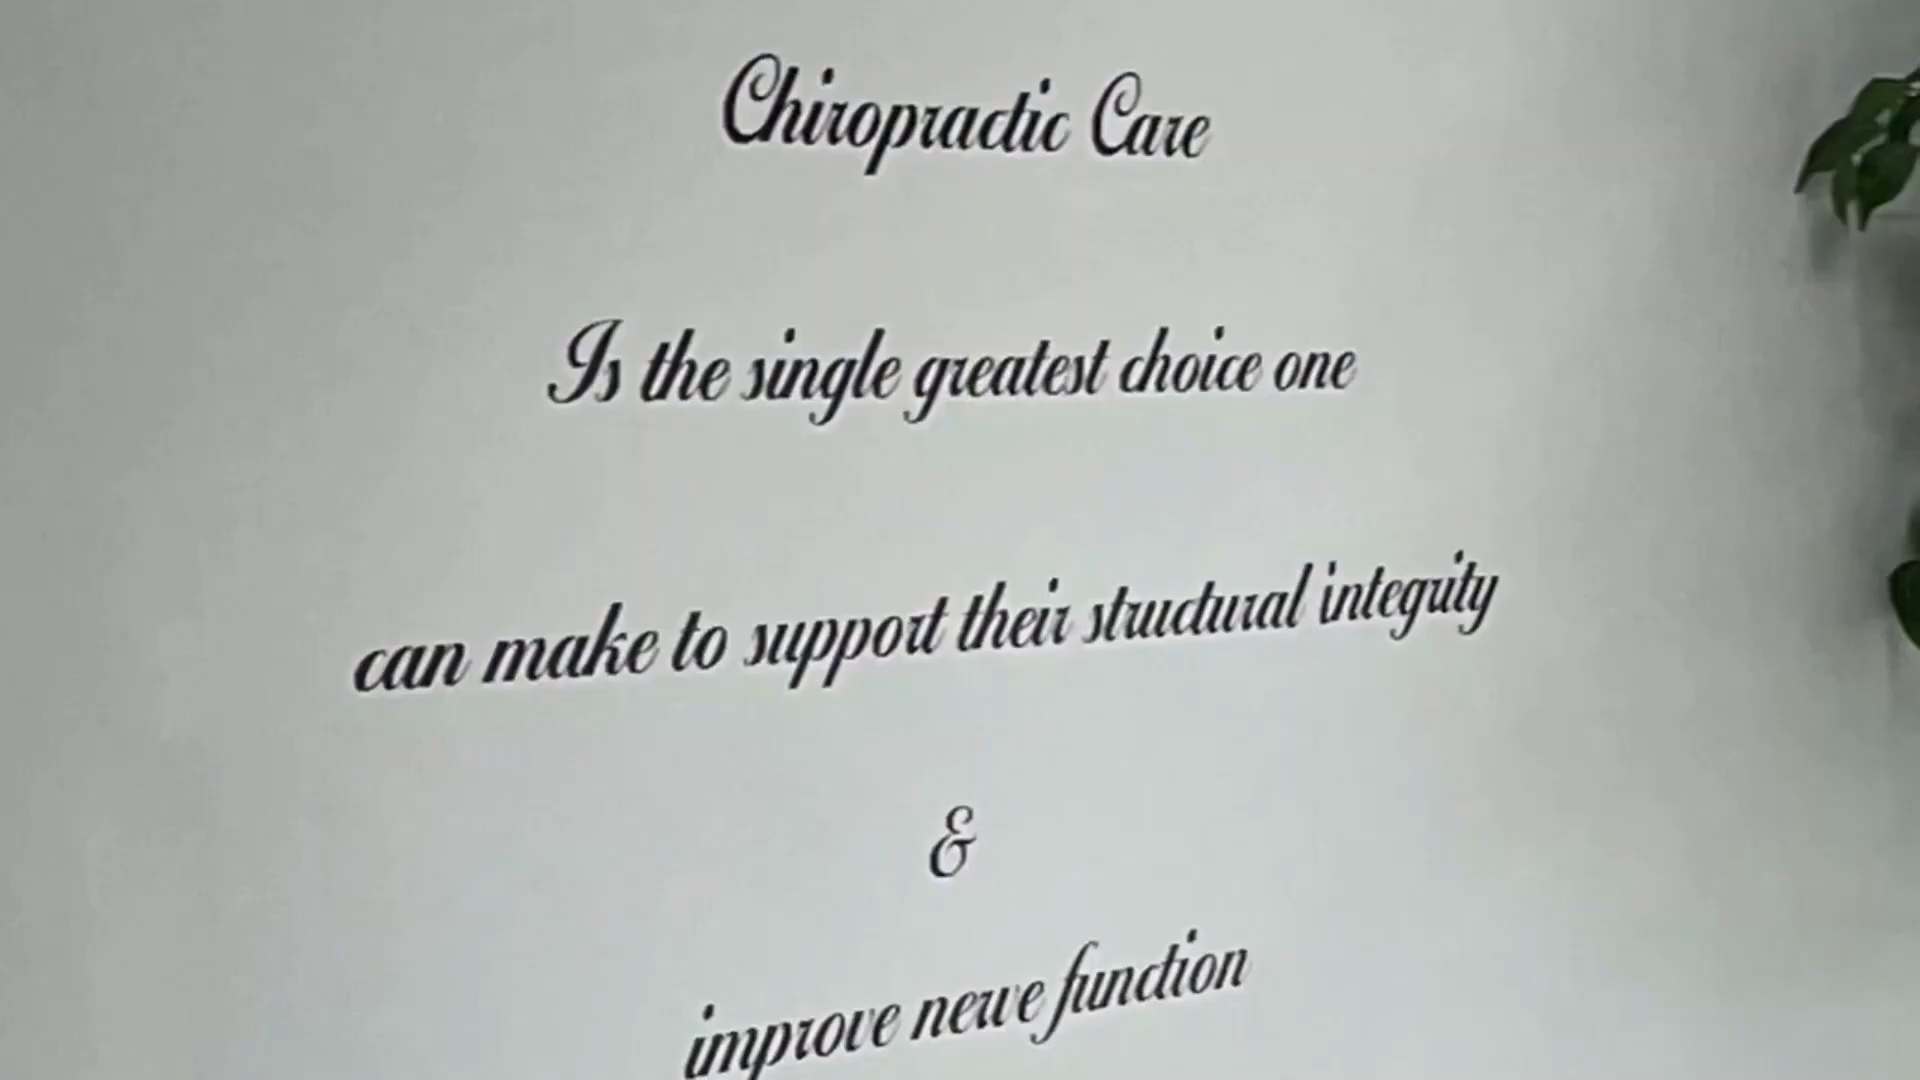 Chiropractic Care
Is the single greatest choice one
can make to support their structural integrity
&
improve nerve function